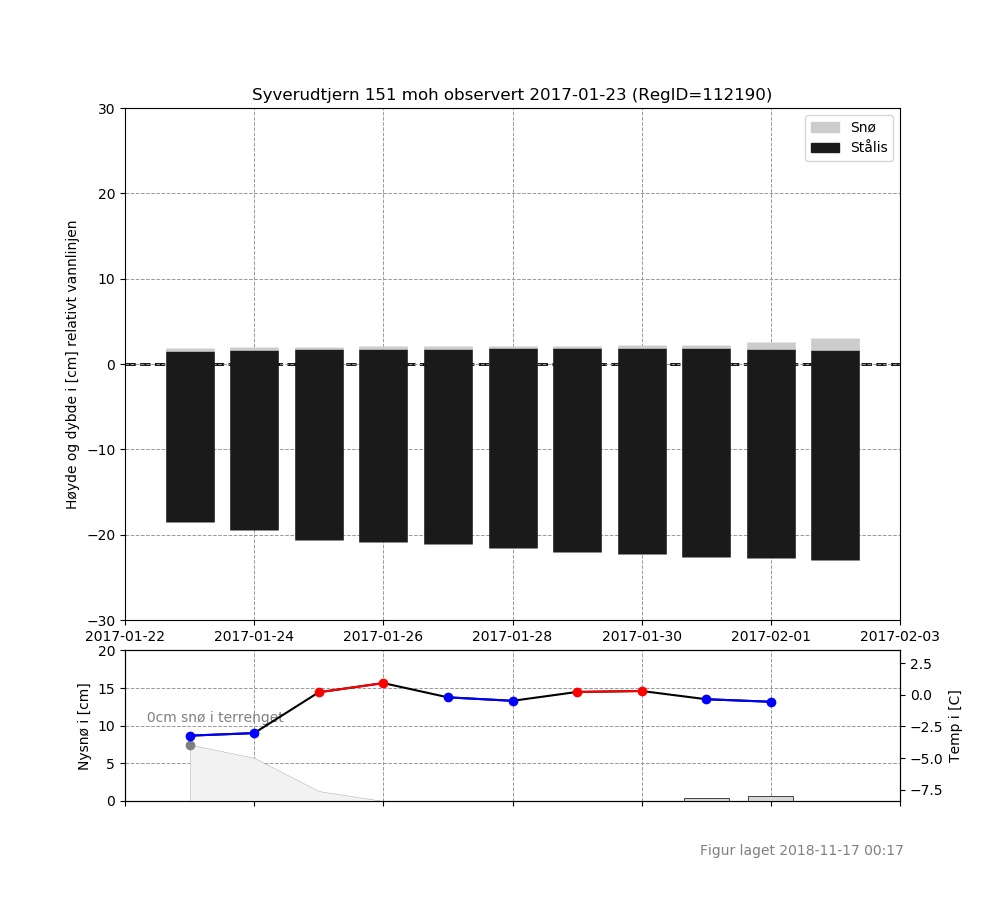 Syverudtjern 151 moh observert 2017-01-23 (RegID=112190)
Snø
Stålis
Høyde og dybde i [cm] relativt vannlinjen
30
20
10
0
−10
−20
−30
2017-01-22 2017-01-24 2017-01-26 2017-01-28 2017-01-30 2017-02-01 2017-02-03
Nysnø i [cm]
20
15
10
5
0
0cm snø i terrenget
2.5
0.0
−2.5
−5.0
−7.5
Temp i [C]
Figur laget 2018-11-17 00:17